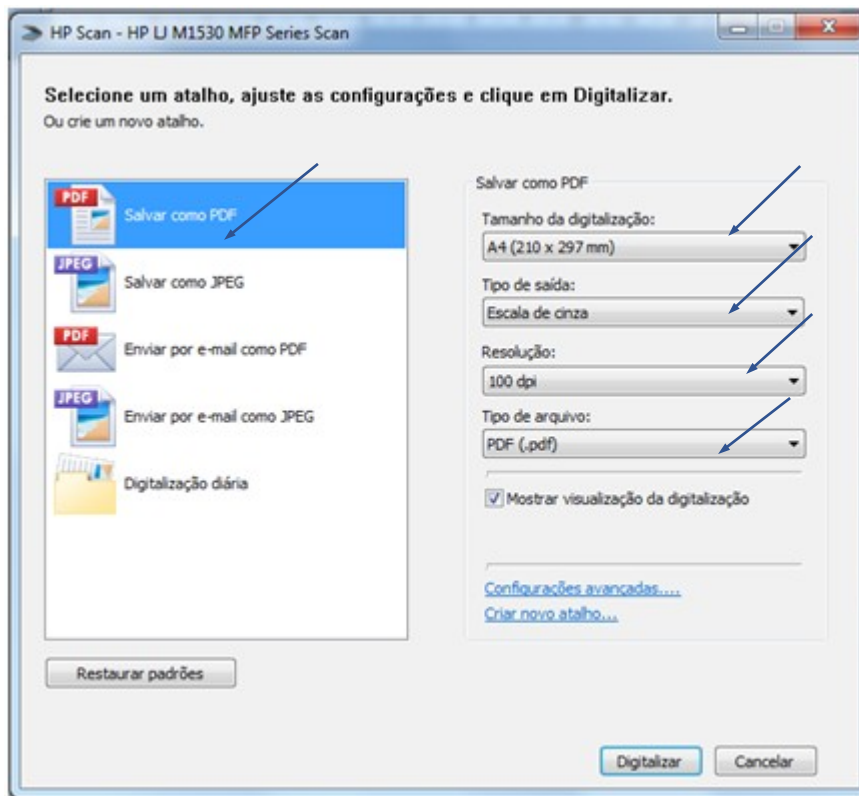 HP Scan - HP LJ M1530 MFP Series Scan
Selecione um atalho, ajuste as configurações e clique em Digitalizar.
Ou crie um novo atalho.
PDF
Salvar como PDF
JPEG
Salvar como JPEG
PDF
Enviar por e-mail como PDF
JPEG
Enviar por e-mail como JPEG
Digitalização diária
Restaurar padrões
Salvar como PDF
Tamanho da digitalização:
A4 (210 x 297 mm)
Tipo de saída:
Escala de cinza
Resolução:
100 dpi
Tipo de arquivo:
PDF (.pdf)
Mostrar visualização da digitalização
Configurações avançadas....
Criar novo atalho...
Digitalizar
Cancelar